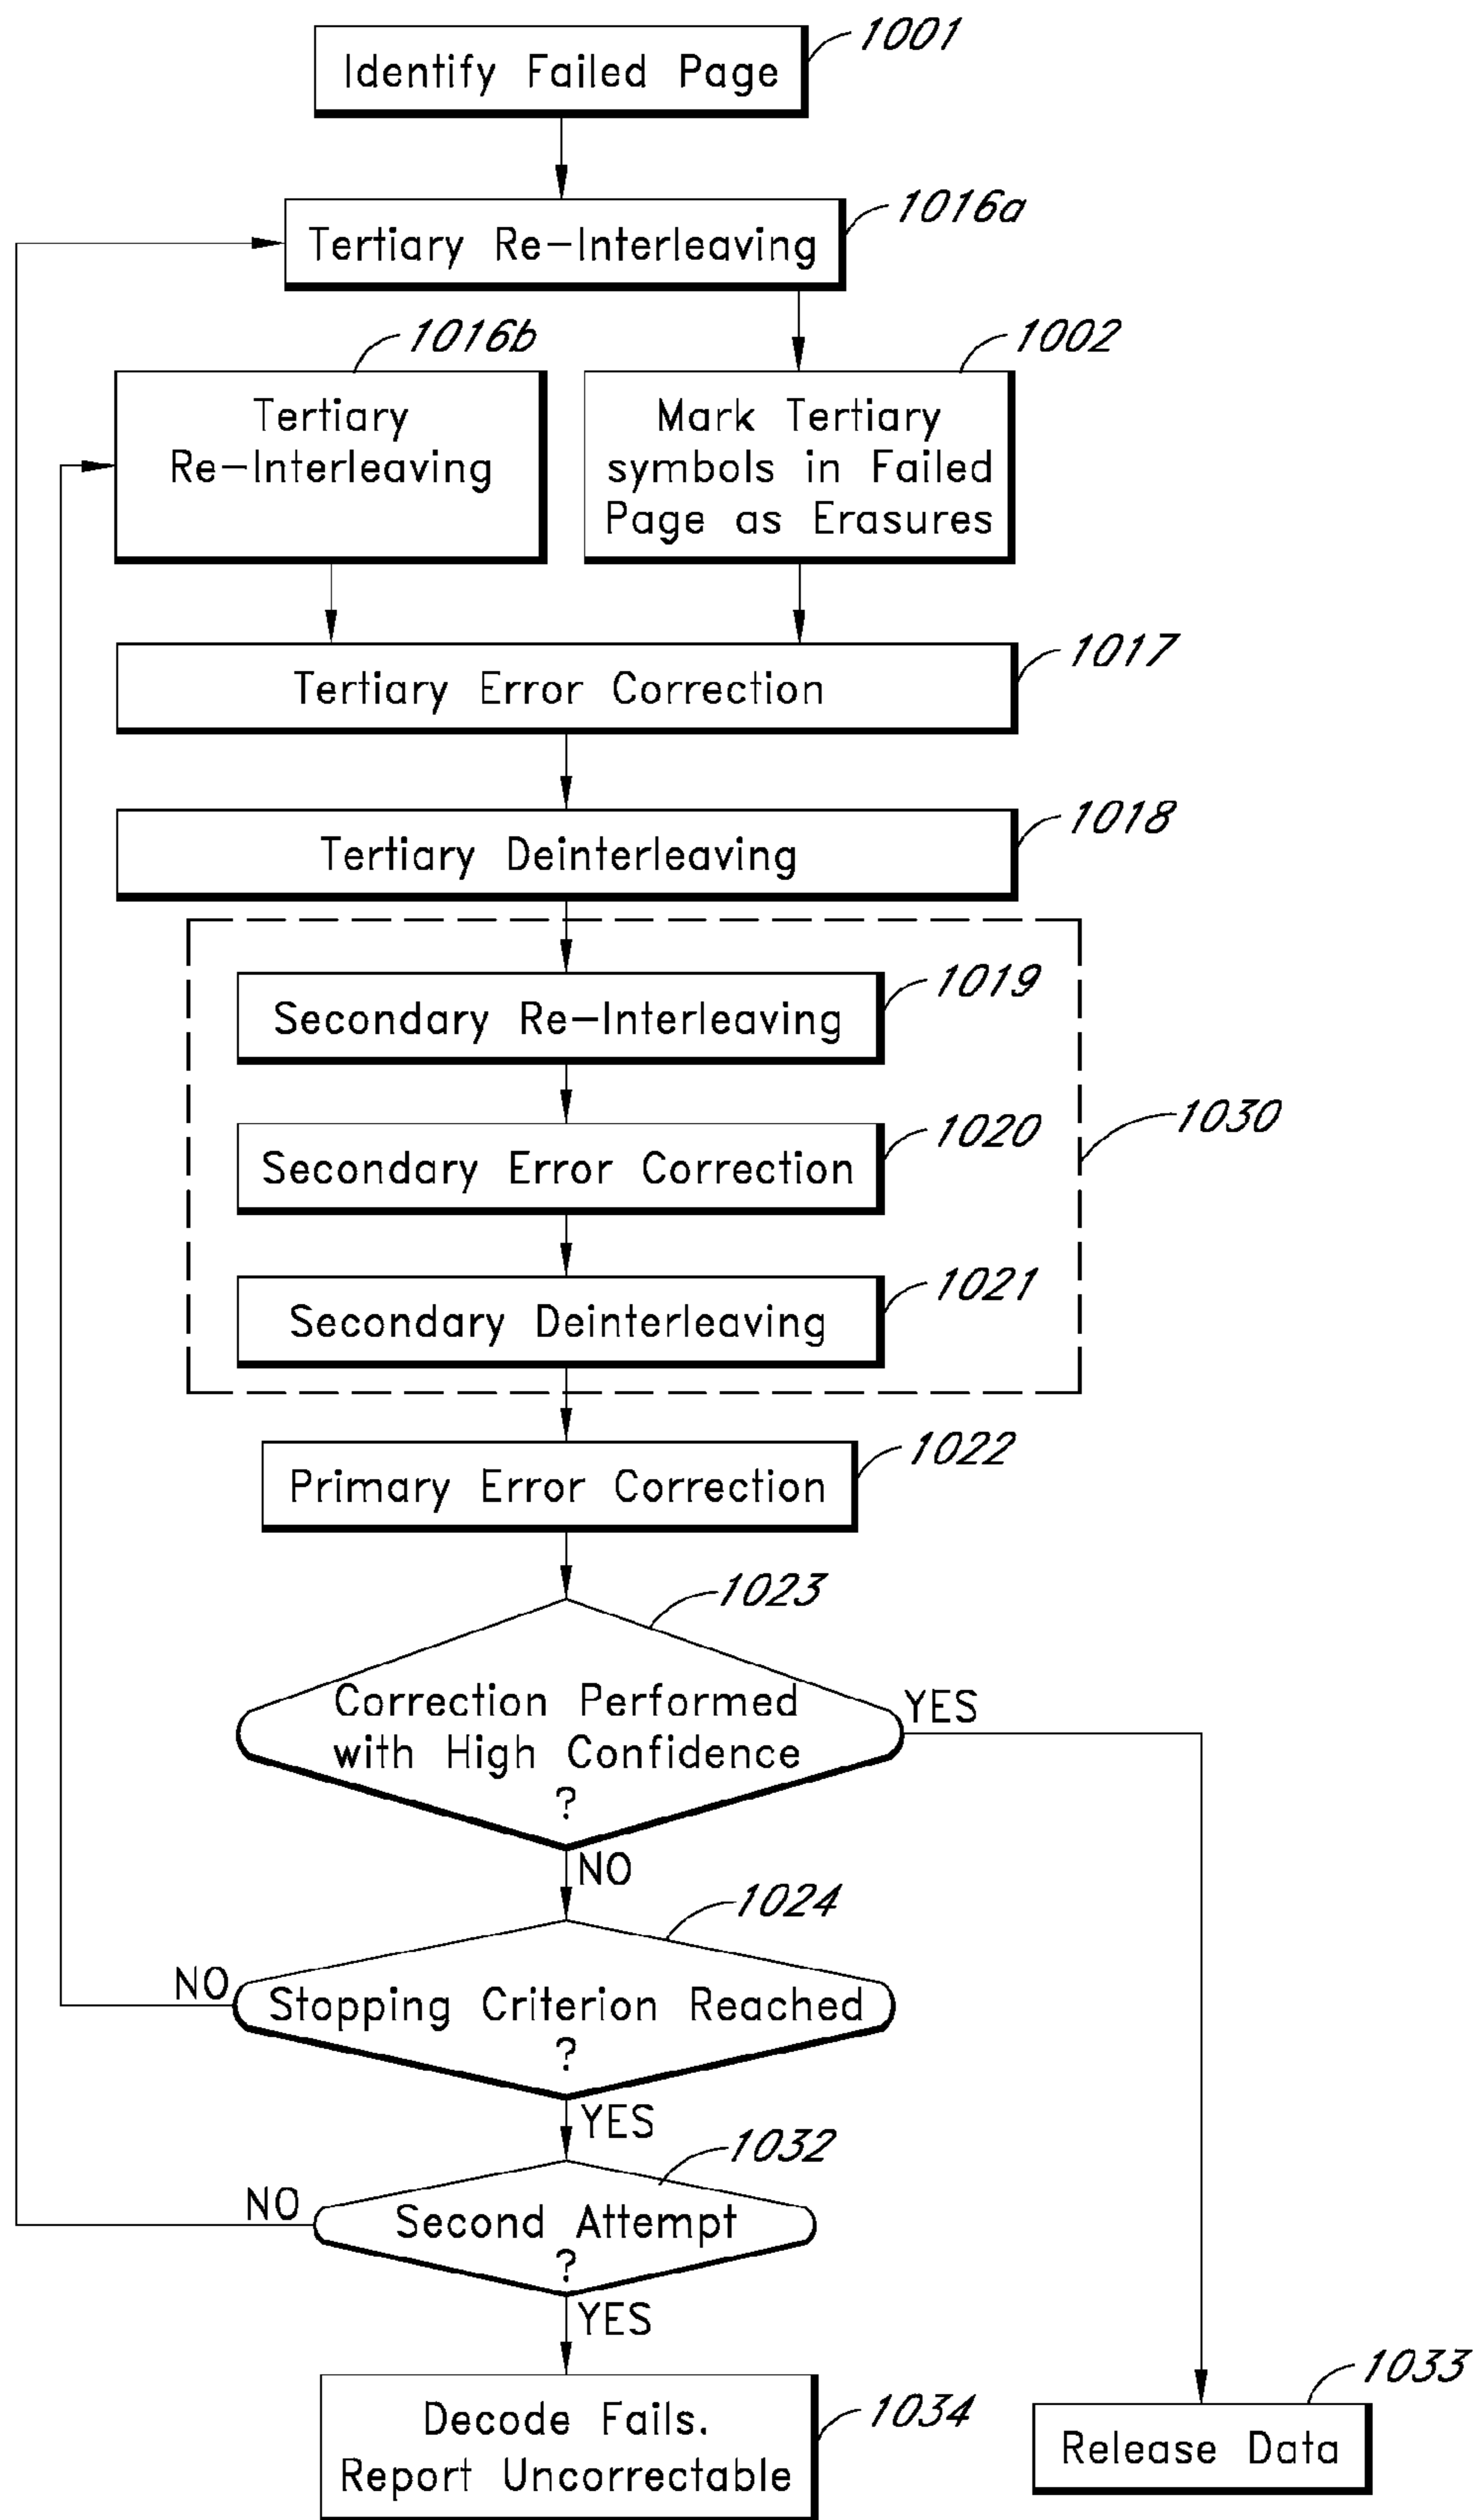 1001
Identify Failed Page
1016a
Tertiary Re-Interleaving
1016b
Tertiary
Re-Interleaving
1002
Mark Tertiary
symbols in Failed
Page as Erasures
1017
Tertiary Error Correction
1018
Tertiary Deinterleaving
1019
Secondary Re-Interleaving
1020
Secondary Error Correction
1030
1021
Secondary Deinterleaving
1022
Primary Error Correction
1023
Correction Performed
with High Confidence
?
YES
NO
1024
Stopping Criterion Reached
?
NO
YES
1032
Second Attempt
?
NO
YES
1034
Decode Fails.
Report Uncorrectable
1033
Release Data